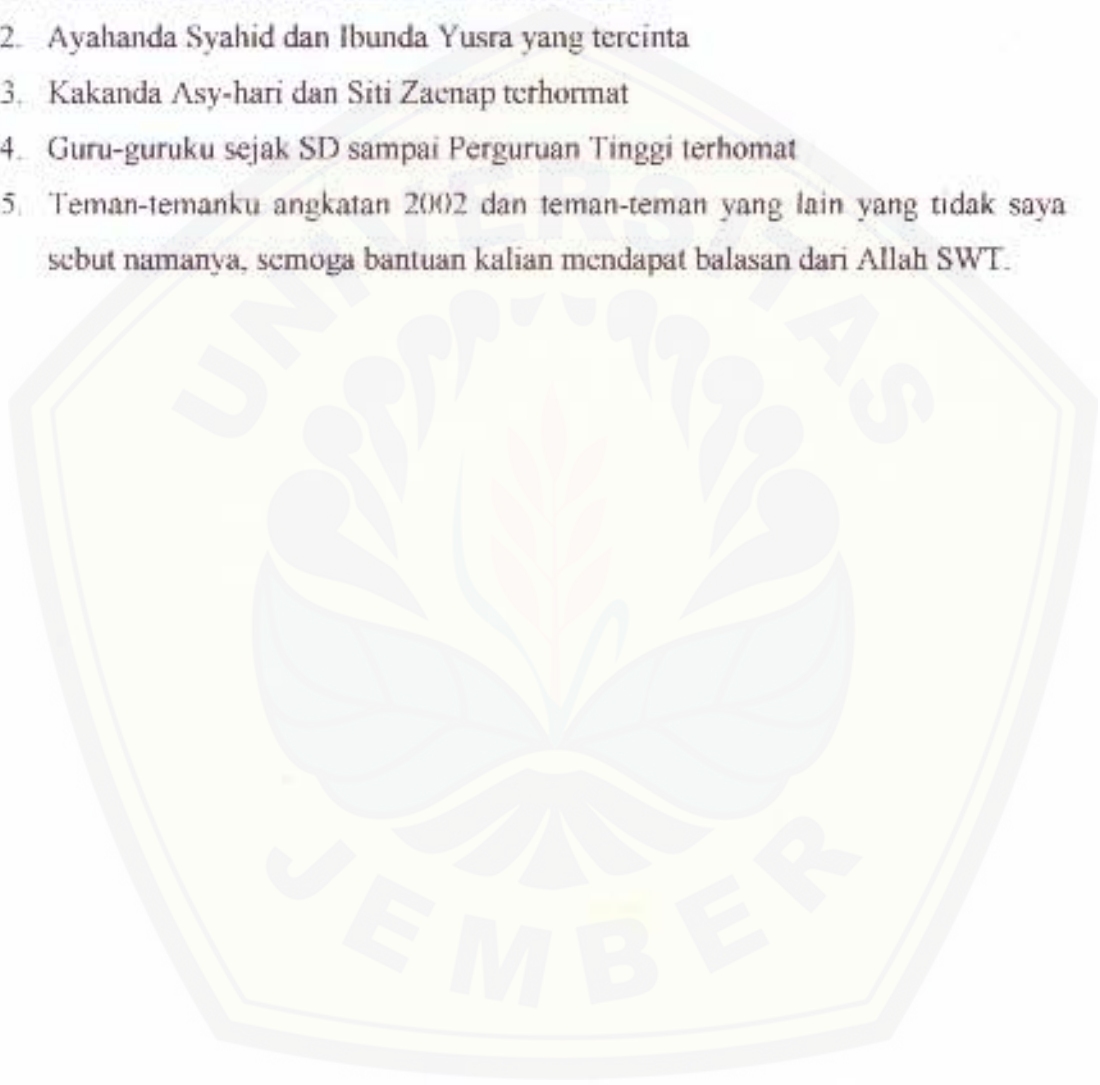 2. Ayahanda Syahid dan Ibunda Yusra yang tercinta
3. Kakanda Asy-hari dan Siti Zaenap terhormat
4. Guru-guruku sejak SD sampai Perguruan Tinggi terhomat
5. Teman-temanku angkatan 2002 dan teman-teman yang lain yang tidak saya
sebut namanya, semoga bantuan kalian mendapat balasan dari Allah SWT.
UNIVERSITAS
JEMBER